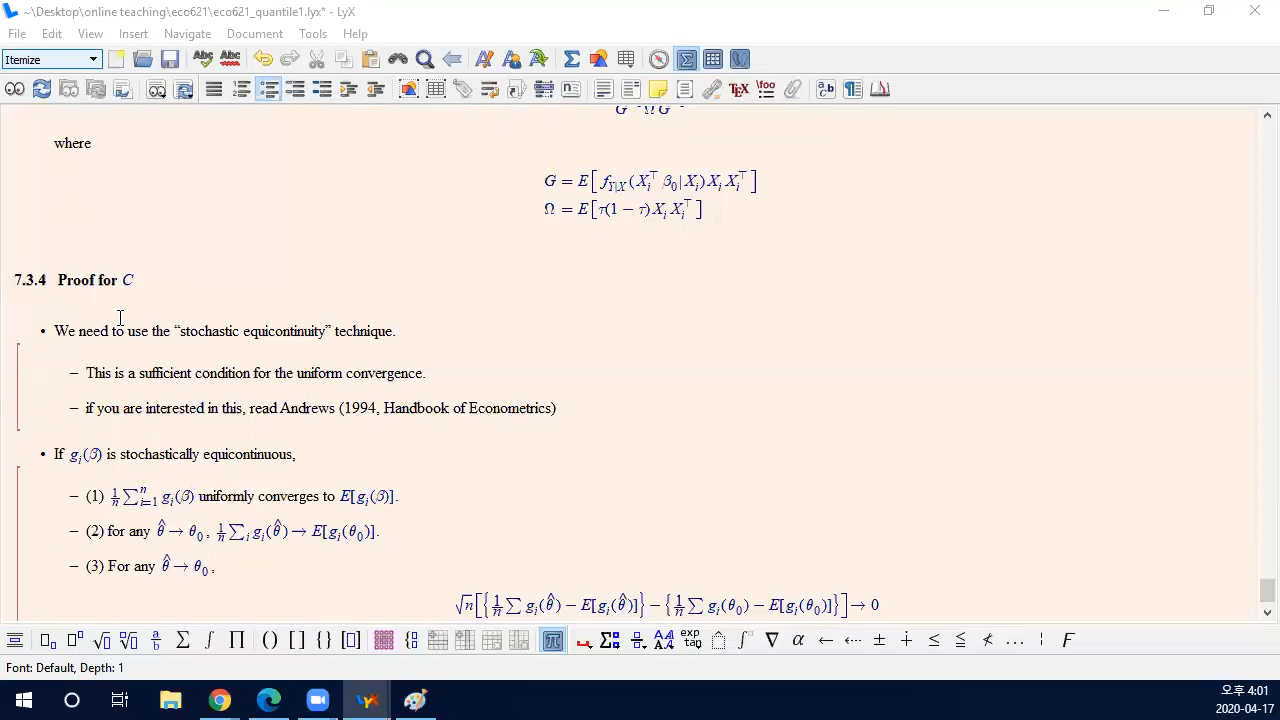 ~\Desktop\online teaching\eco621\eco621_quantile1.lyx* - LyX
File Edit View Insert Navigate Document Tools Help
Itemize
where
G = E[ f_{Y|X} (X_i^⊤ β_0 | X_i) X_i X_i^⊤ ]
Ω = E[ τ(1 − τ) X_i X_i^⊤ ]
7.3.4 Proof for C
• We need to use the “stochastic equicontinuity” technique.
– This is a sufficient condition for the uniform convergence.
– if you are interested in this, read Andrews (1994, Handbook of Econometrics)
• If g_i(β) is stochastically equicontinuous,
– (1) 1/n ∑_{i=1}^n g_i(β) uniformly converges to E[g_i(β)].
– (2) for any θ̂ → θ_0, 1/n ∑_i g_i(θ̂) → E[g_i(θ_0)].
– (3) For any θ̂ → θ_0,
√n[{1/n ∑ g_i(θ̂) − E[g_i(θ̂)]} − {1/n ∑ g_i(θ_0) − E[g_i(θ_0)]}] → 0
Font: Default, Depth: 1
오후 4:01
2020-04-17